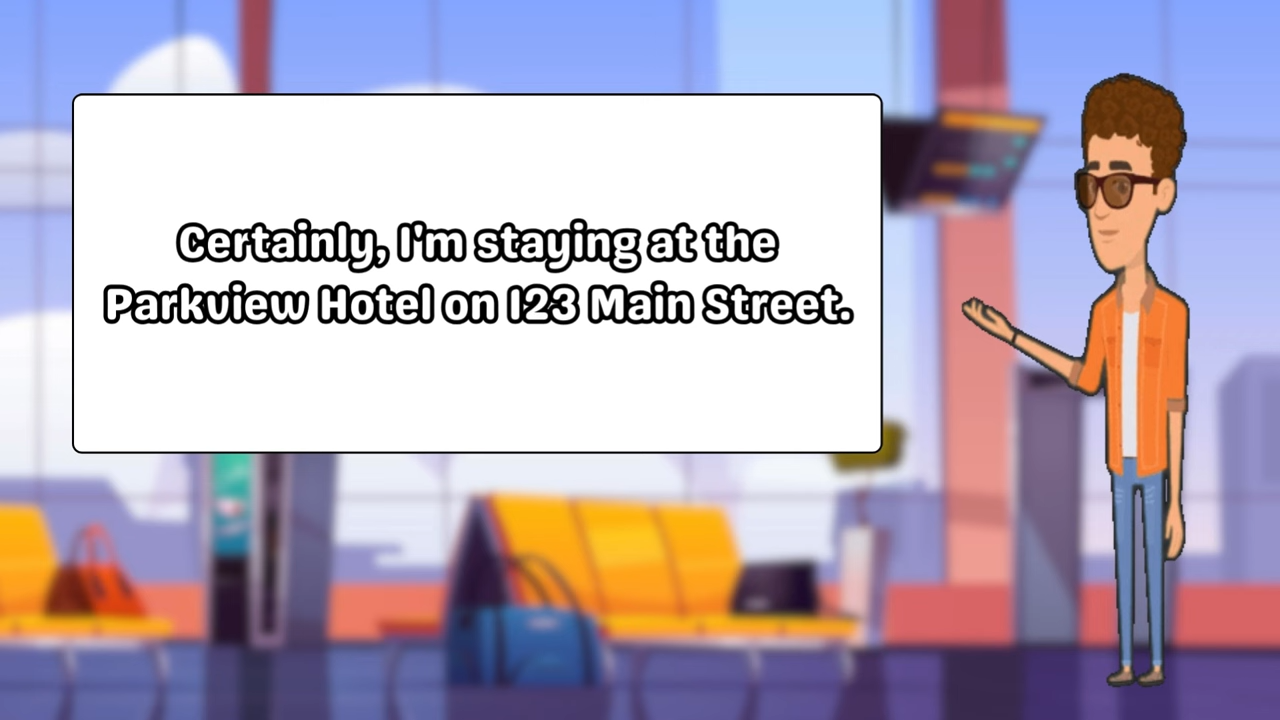 Certainly, I'm staying at the
Parkview Hotel on 123 Main Street.